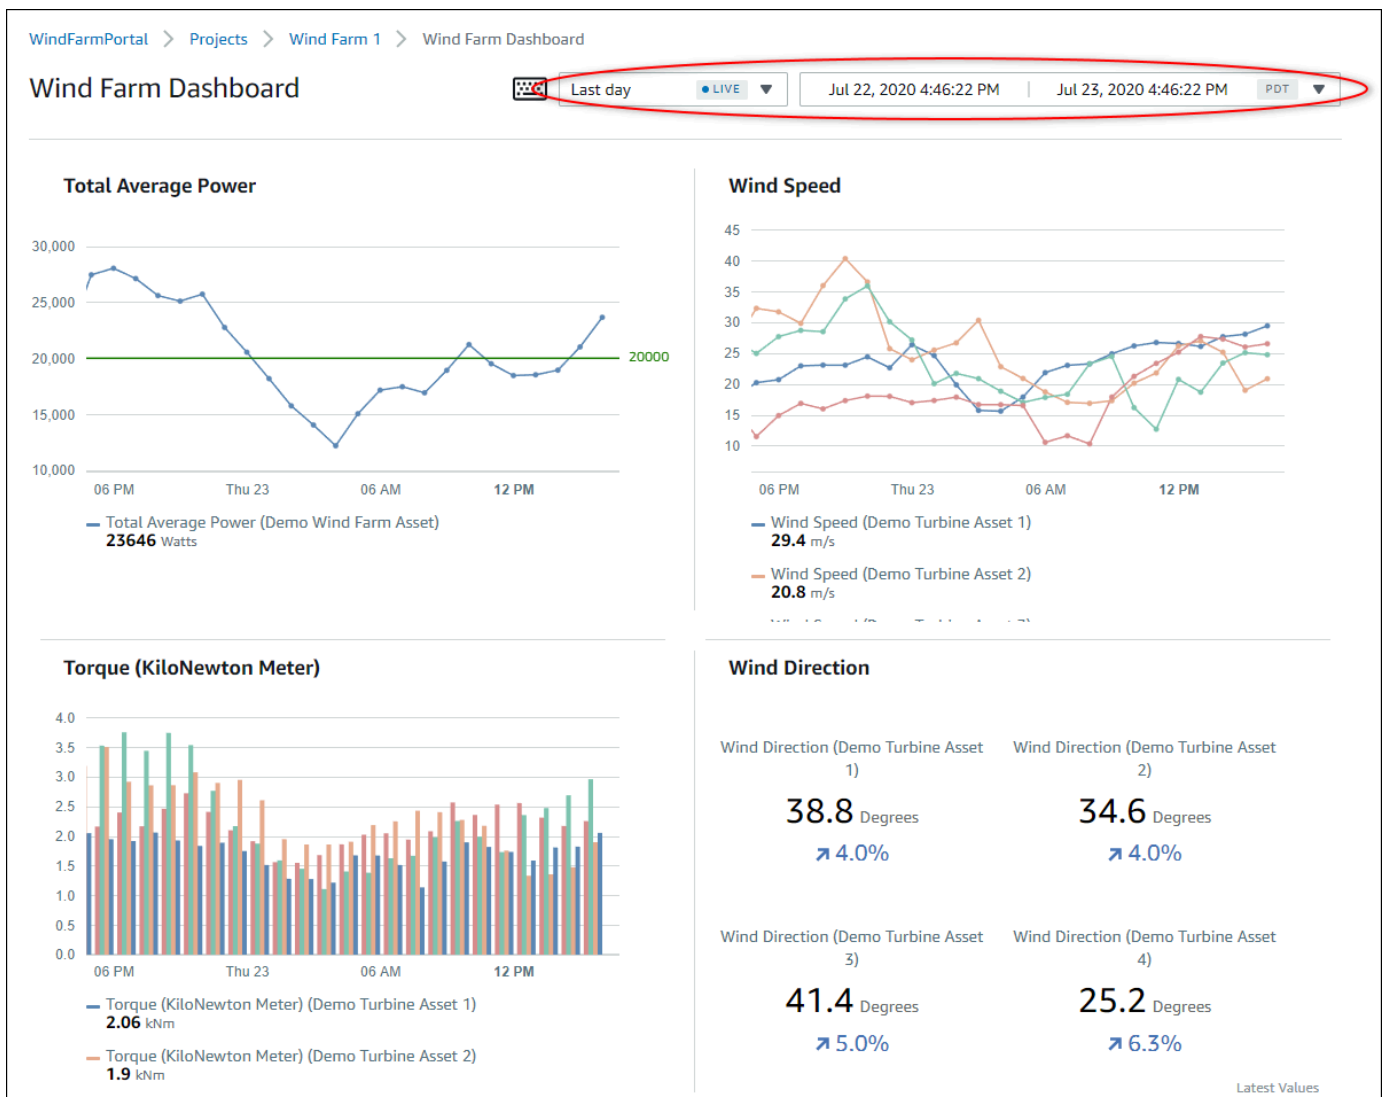 WindFarmPortal Projects Wind Farm 1 Wind Farm Dashboard
Wind Farm Dashboard
Last day LIVE Jul 22, 2020 4:46:22 PM Jul 23, 2020 4:46:22 PM PDT
Total Average Power
30,000
25,000
20,000
15,000
10,000
20000
06 PM Thu 23 06 AM 12 PM
Total Average Power (Demo Wind Farm Asset)
23646 Watts
Wind Speed
45
40
35
30
25
20
15
10
06 PM Thu 23 06 AM 12 PM
Wind Speed (Demo Turbine Asset 1)
29.4 m/s
Wind Speed (Demo Turbine Asset 2)
20.8 m/s
Torque (KiloNewton Meter)
4.0
3.5
3.0
2.5
2.0
1.5
1.0
0.5
0.0
06 PM Thu 23 06 AM 12 PM
Torque (KiloNewton Meter) (Demo Turbine Asset 1)
2.06 kNm
Torque (KiloNewton Meter) (Demo Turbine Asset 2)
1.9 kNm
Wind Direction
Wind Direction (Demo Turbine Asset
1)
38.8 Degrees
4.0%
Wind Direction (Demo Turbine Asset
2)
34.6 Degrees
4.0%
Wind Direction (Demo Turbine Asset
3)
41.4 Degrees
5.0%
Wind Direction (Demo Turbine Asset
4)
25.2 Degrees
6.3%
Latest Values